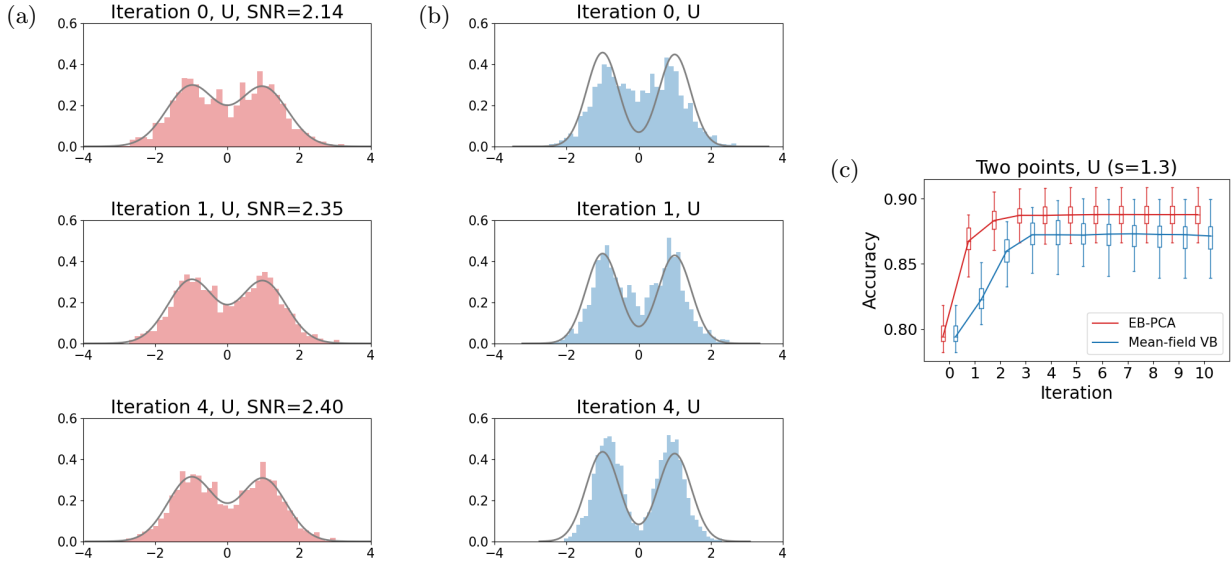 (a)
Iteration 0, U, SNR=2.14
0.6
0.4
0.2
0.0
−4 −2 0 2 4
Iteration 1, U, SNR=2.35
0.6
0.4
0.2
0.0
−4 −2 0 2 4
Iteration 4, U, SNR=2.40
0.6
0.4
0.2
0.0
−4 −2 0 2 4
(b)
Iteration 0, U
0.6
0.4
0.2
0.0
−4 −2 0 2 4
Iteration 1, U
0.6
0.4
0.2
0.0
−4 −2 0 2 4
Iteration 4, U
0.6
0.4
0.2
0.0
−4 −2 0 2 4
(c)
Two points, U (s=1.3)
Accuracy
0.90
0.85
0.80
EB-PCA
Mean-field VB
0 1 2 3 4 5 6 7 8 9 10
Iteration